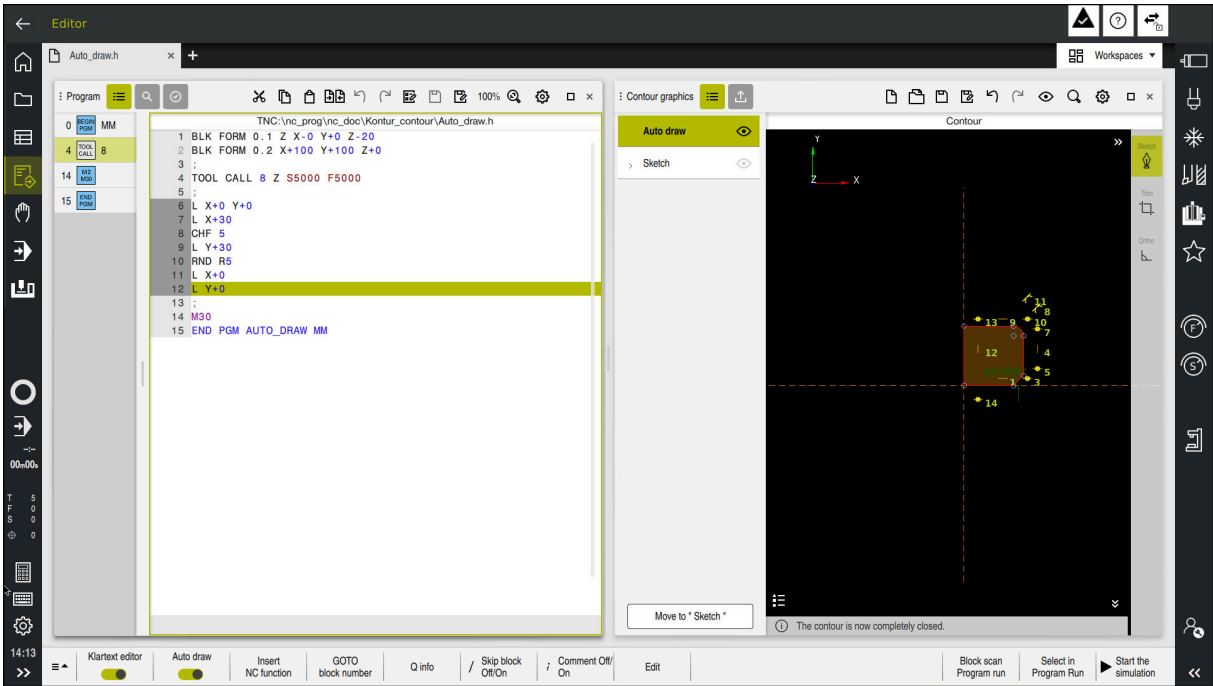 Editor
Auto_draw.h
Workspaces
Program
100%
Contour graphics
0 BEGIN PGM MM
4 TOOL CALL 8
14 M2 M30
15 END PGM
TNC:\nc_prog\nc_doc\Kontur_contour\Auto_draw.h
1 BLK FORM 0.1 Z X-0 Y+0 Z-20
2 BLK FORM 0.2 X+100 Y+100 Z+0
3 ;
4 TOOL CALL 8 Z S5000 F5000
5 ;
6 L X+0 Y+0
7 L X+30
8 CHF 5
9 L Y+30
10 RND R5
11 L X+0
12 L Y+0
13 ;
14 M30
15 END PGM AUTO_DRAW MM
Auto draw
Sketch
Move to " Sketch "
Contour
Y
Z X
11
8
13 9 10
7
12 4
5
1 3
14
The contour is now completely closed.
Sketch
Trim
Ortho
F
S
-:-
00m00s
T 5
F 0
S 0
0
14:13
Klartext editor
Auto draw
Insert
NC function
GOTO
block number
Q info
/ Skip block
Off/On
; Comment Off/
On
Edit
Block scan
Program run
Select in
Program Run
Start the
simulation